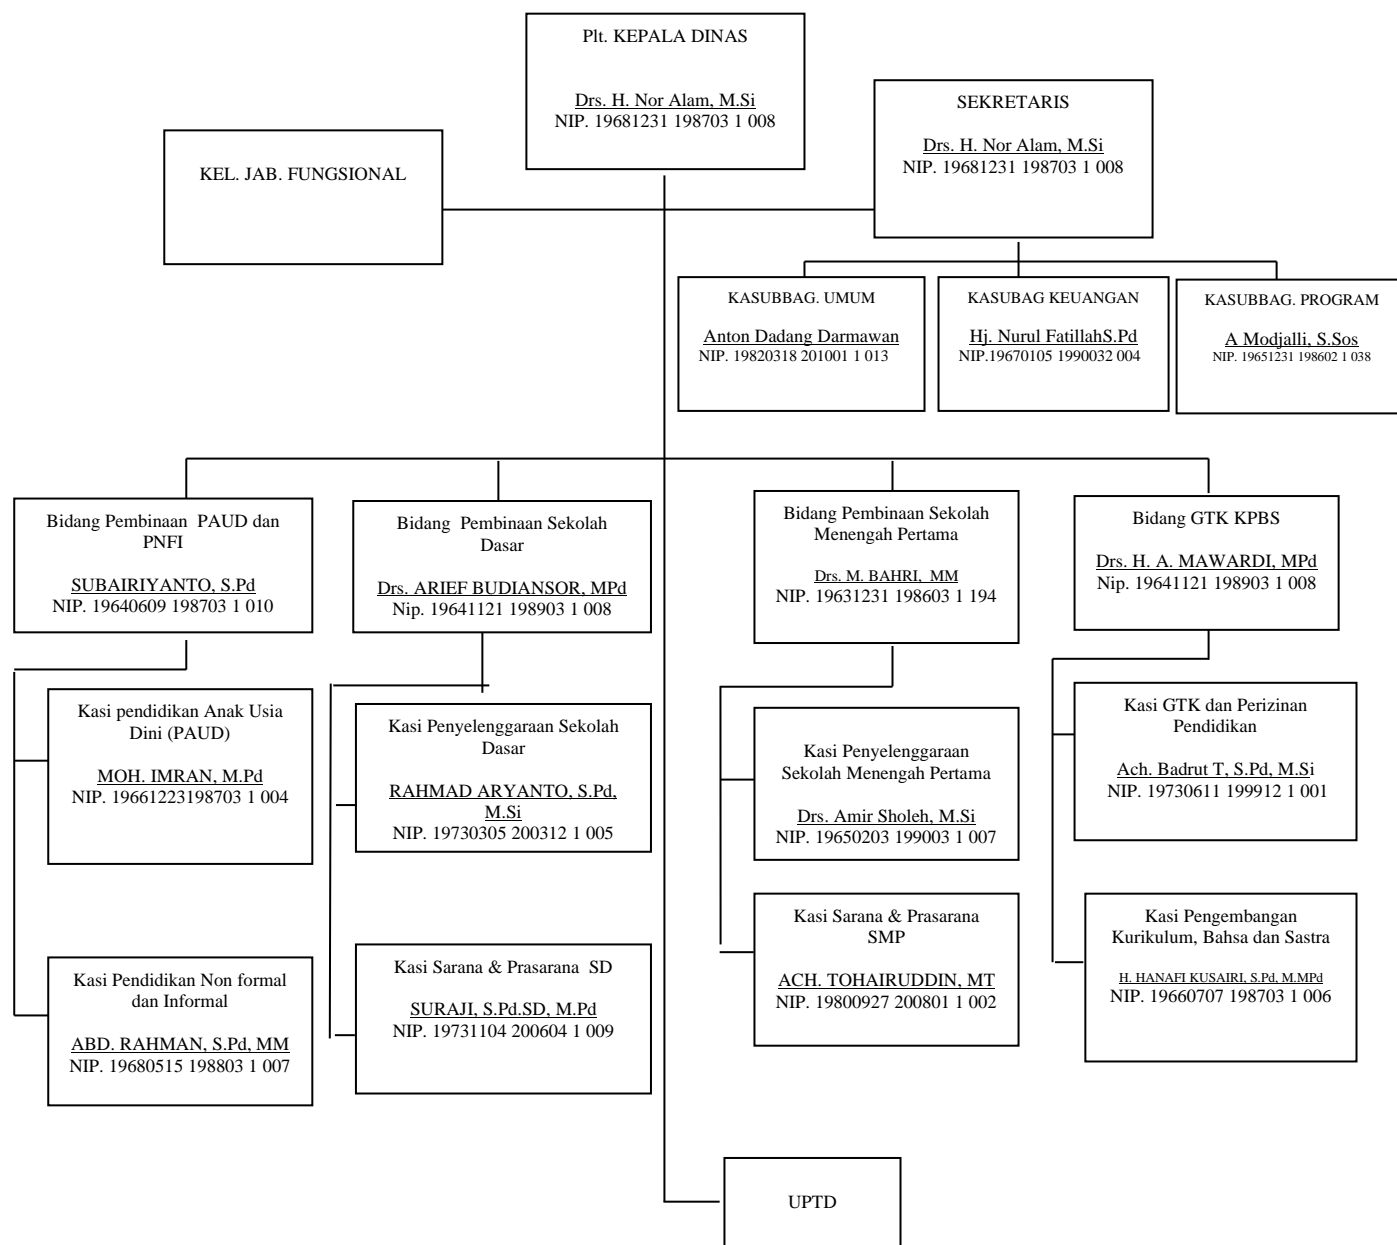 Plt. KEPALA DINAS
Drs. H. Nor Alam, M.Si
NIP. 19681231 198703 1 008
SEKRETARIS
Drs. H. Nor Alam, M.Si
NIP. 19681231 198703 1 008
KEL. JAB. FUNGSIONAL
KASUBBAG. UMUM
Anton Dadang Darmawan
NIP. 19820318 201001 1 013
KASUBAG KEUANGAN
Hj. Nurul FatillahS.Pd
NIP.19670105 1990032 004
KASUBBAG. PROGRAM
A Modjalli, S.Sos
NIP. 19651231 198602 1 038
Bidang Pembinaan  PAUD dan
PNFI
SUBAIRIYANTO, S.Pd
NIP. 19640609 198703 1 010
Bidang  Pembinaan Sekolah
Dasar
Drs. ARIEF BUDIANSOR, MPd
Nip. 19641121 198903 1 008
Bidang Pembinaan Sekolah
Menengah Pertama
Drs. M. BAHRI,  MM
NIP. 19631231 198603 1 194
Bidang GTK KPBS
Drs. H. A. MAWARDI, MPd
Nip. 19641121 198903 1 008
Kasi pendidikan Anak Usia
Dini (PAUD)
MOH. IMRAN, M.Pd
NIP. 19661223198703 1 004
Kasi Penyelenggaraan Sekolah
Dasar
RAHMAD ARYANTO, S.Pd,
M.Si
NIP. 19730305 200312 1 005
Kasi Penyelenggaraan
Sekolah Menengah Pertama
Drs. Amir Sholeh, M.Si
NIP. 19650203 199003 1 007
Kasi GTK dan Perizinan
Pendidikan
Ach. Badrut T, S.Pd, M.Si
NIP. 19730611 199912 1 001
Kasi Pendidikan Non formal
dan Informal
ABD. RAHMAN, S.Pd, MM
NIP. 19680515 198803 1 007
Kasi Sarana & Prasarana  SD
SURAJI, S.Pd.SD, M.Pd
NIP. 19731104 200604 1 009
Kasi Sarana & Prasarana
SMP
ACH. TOHAIRUDDIN, MT
NIP. 19800927 200801 1 002
Kasi Pengembangan
Kurikulum, Bahsa dan Sastra
H. HANAFI KUSAIRI, S.Pd, M.MPd
NIP. 19660707 198703 1 006
UPTD